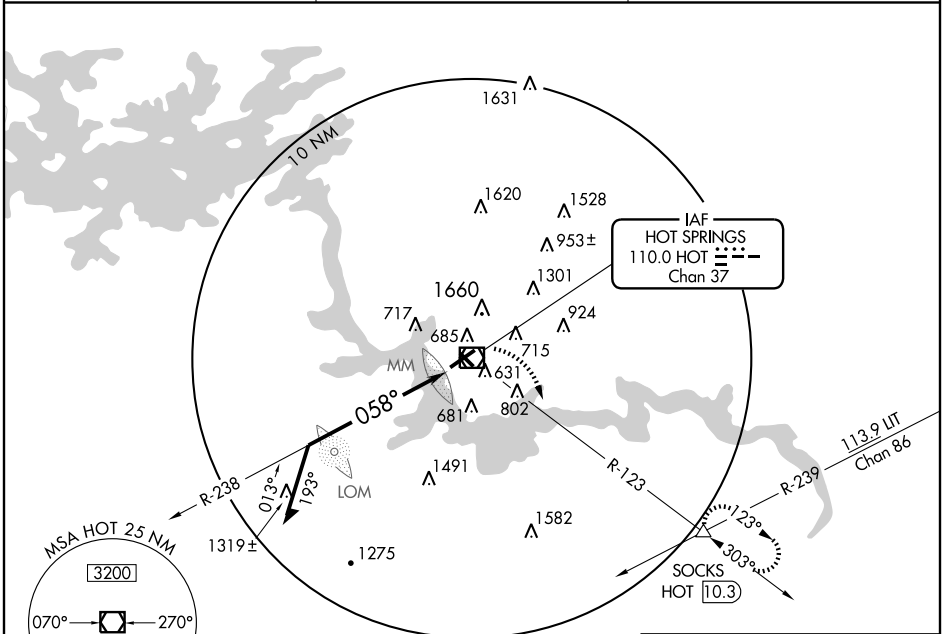 1631
10 NM
1620
1528
IAF
HOT SPRINGS
110.0 HOT
Chan 37
953±
1301
1660
717
924
685
715
MM
631
058°
681
802
113.9 LIT
Chan 86
R-239
R-123
1491
LOM
R-238
013°
193°
1319±
1582
123°
303°
MSA HOT 25 NM
1275
SOCKS
HOT 10.3
3200
070°
270°